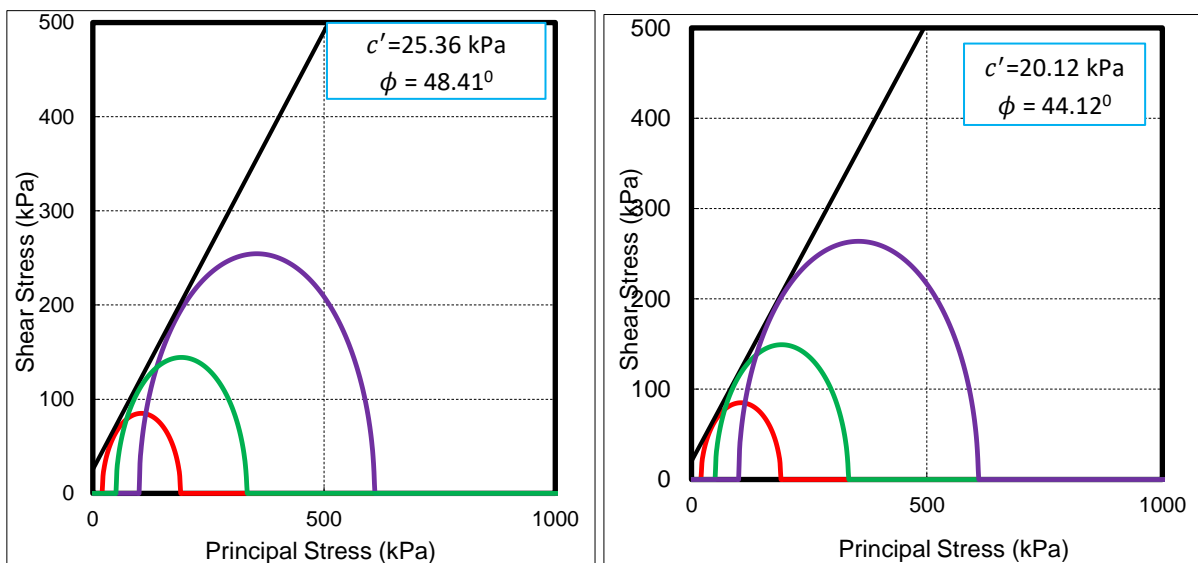 500
400
300
200
100
0
Shear Stress (kPa)
𝑐′=25.36 kPa
𝜙 = 48.41⁰
0
500
1000
Principal Stress (kPa)
500
400
300
200
100
0
Shear Stress (kPa)
𝑐′=20.12 kPa
𝜙 = 44.12⁰
0
500
1000
Principal Stress (kPa)